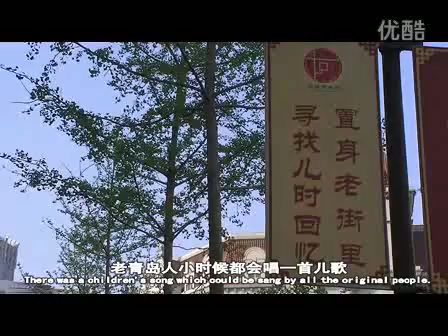 优酷
置身老街里
寻找儿时回忆
老青岛人小时候都会唱一首儿歌
There was a children's song which could be sang by all the original people.